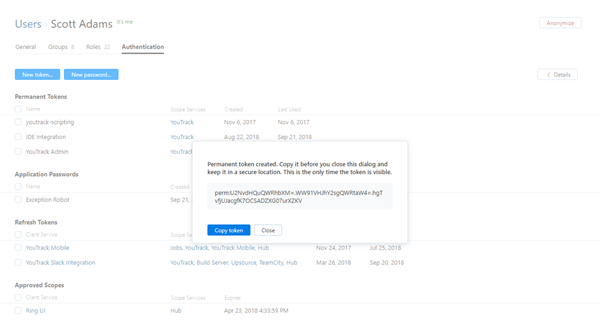 Users › Scott Adams it's me
Anonymize
General Groups 8 Roles 22 Authentication
New token... New password... Details
Permanent Tokens
Name Scope Services Created Last Used
youtrack-scripting YouTrack Nov 6, 2017 Nov 6, 2017
IDE Integration YouTrack Aug 22, 2018 Sep 21, 2018
YouTrack Admin YouTrack
Permanent token created. Copy it before you close this dialog and
keep it in a secure location. This is the only time the token is visible.
Application Passwords
Name Created
Exception Robot Sep 21,
Copy token Close
Refresh Tokens
Client Service Scope
YouTrack Mobile Jobs, YouTrack, YouTrack Mobile, Hub Nov 24, 2017 Jul 25, 2018
YouTrack Slack Integration YouTrack, Build Server, Upsource, TeamCity, Hub Mar 26, 2018 Sep 20, 2018
Approved Scopes
Client Service Scope Services Expires
Ring UI Hub Apr 23, 2018 4:33:59 PM